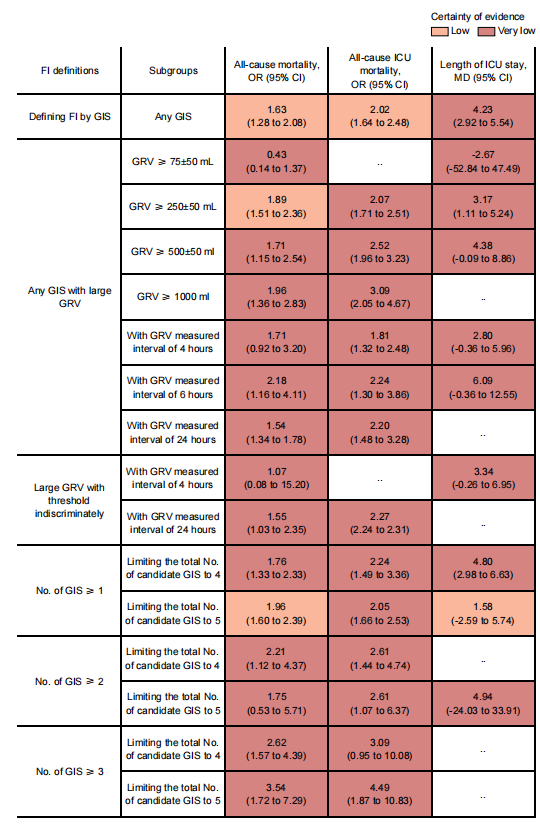 Certainty of evidence
Low Very low
FI definitions
Subgroups
All-cause mortality,
OR (95% CI)
All-cause ICU
mortality,
OR (95% CI)
Length of ICU stay,
MD (95% CI)
Defining FI by GIS
Any GIS
1.63
(1.28 to 2.08)
2.02
(1.64 to 2.48)
4.23
(2.92 to 5.54)
Any GIS with large
GRV
GRV ⩾ 75±50 mL
0.43
(0.14 to 1.37)
..
-2.67
(-52.84 to 47.49)
GRV ⩾ 250±50 mL
1.89
(1.51 to 2.36)
2.07
(1.71 to 2.51)
3.17
(1.11 to 5.24)
GRV ⩾ 500±50 ml
1.71
(1.15 to 2.54)
2.52
(1.96 to 3.23)
4.38
(-0.09 to 8.86)
GRV ⩾ 1000 ml
1.96
(1.36 to 2.83)
3.09
(2.05 to 4.67)
..
With GRV measured
interval of 4 hours
1.71
(0.92 to 3.20)
1.81
(1.32 to 2.48)
2.80
(-0.36 to 5.96)
With GRV measured
interval of 6 hours
2.18
(1.16 to 4.11)
2.24
(1.30 to 3.86)
6.09
(-0.36 to 12.55)
With GRV measured
interval of 24 hours
1.54
(1.34 to 1.78)
2.20
(1.48 to 3.28)
..
Large GRV with
threshold
indiscriminately
With GRV measured
interval of 4 hours
1.07
(0.08 to 15.20)
..
3.34
(-0.26 to 6.95)
With GRV measured
interval of 24 hours
1.55
(1.03 to 2.35)
2.27
(2.24 to 2.31)
..
No. of GIS ⩾ 1
Limiting the total No.
of candidate GIS to 4
1.76
(1.33 to 2.33)
2.24
(1.49 to 3.36)
4.80
(2.98 to 6.63)
Limiting the total No.
of candidate GIS to 5
1.96
(1.60 to 2.39)
2.05
(1.66 to 2.53)
1.58
(-2.59 to 5.74)
No. of GIS ⩾ 2
Limiting the total No.
of candidate GIS to 4
2.21
(1.12 to 4.37)
2.61
(1.44 to 4.74)
..
Limiting the total No.
of candidate GIS to 5
1.75
(0.53 to 5.71)
2.61
(1.07 to 6.37)
4.94
(-24.03 to 33.91)
No. of GIS ⩾ 3
Limiting the total No.
of candidate GIS to 4
2.62
(1.57 to 4.39)
3.09
(0.95 to 10.08)
..
Limiting the total No.
of candidate GIS to 5
3.54
(1.72 to 7.29)
4.49
(1.87 to 10.83)
..